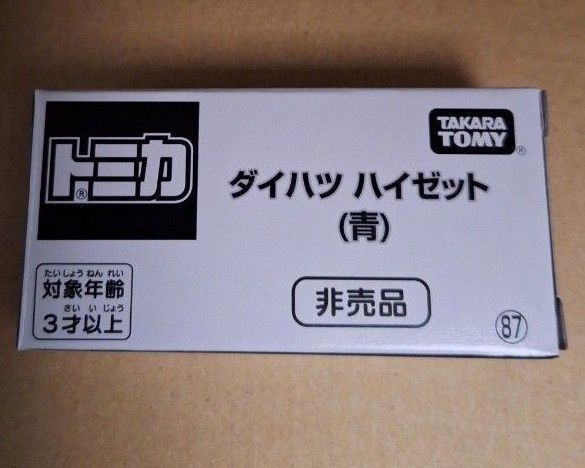 トミカ
®
TAKARA
TOMY
®
ダイハツ ハイゼット
(青)
たいしょうねんれい
対象年齢
さいいじょう
3才以上
非売品
87